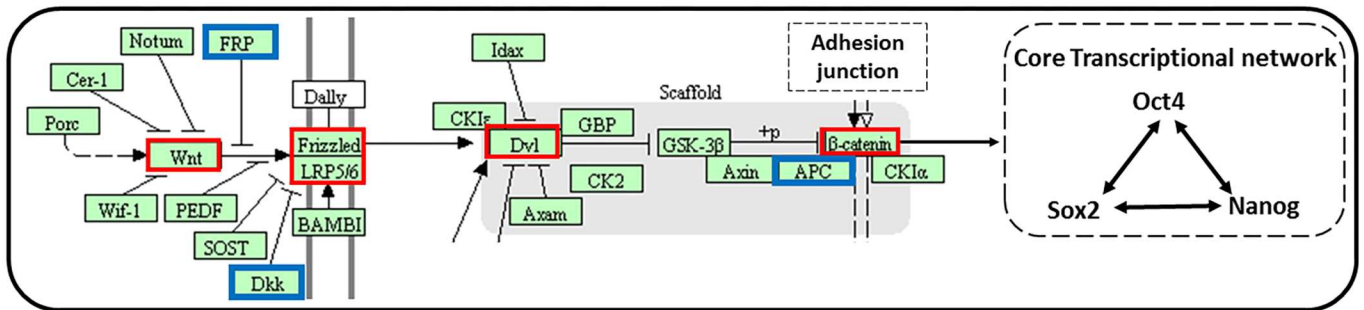 Notum
FRP
Cer-1
Porc
Wnt
Wif-1
PEDF
SOST
Dkk
Dally
Frizzled
LRP5/6
BAMBI
Idax
CKIε
Dvl
GBP
CK2
Axam
Scaffold
GSK-3β
+p
Axin
APC
Adhesion
junction
β-catenin
CKIα
Core Transcriptional network
Oct4
Sox2
Nanog